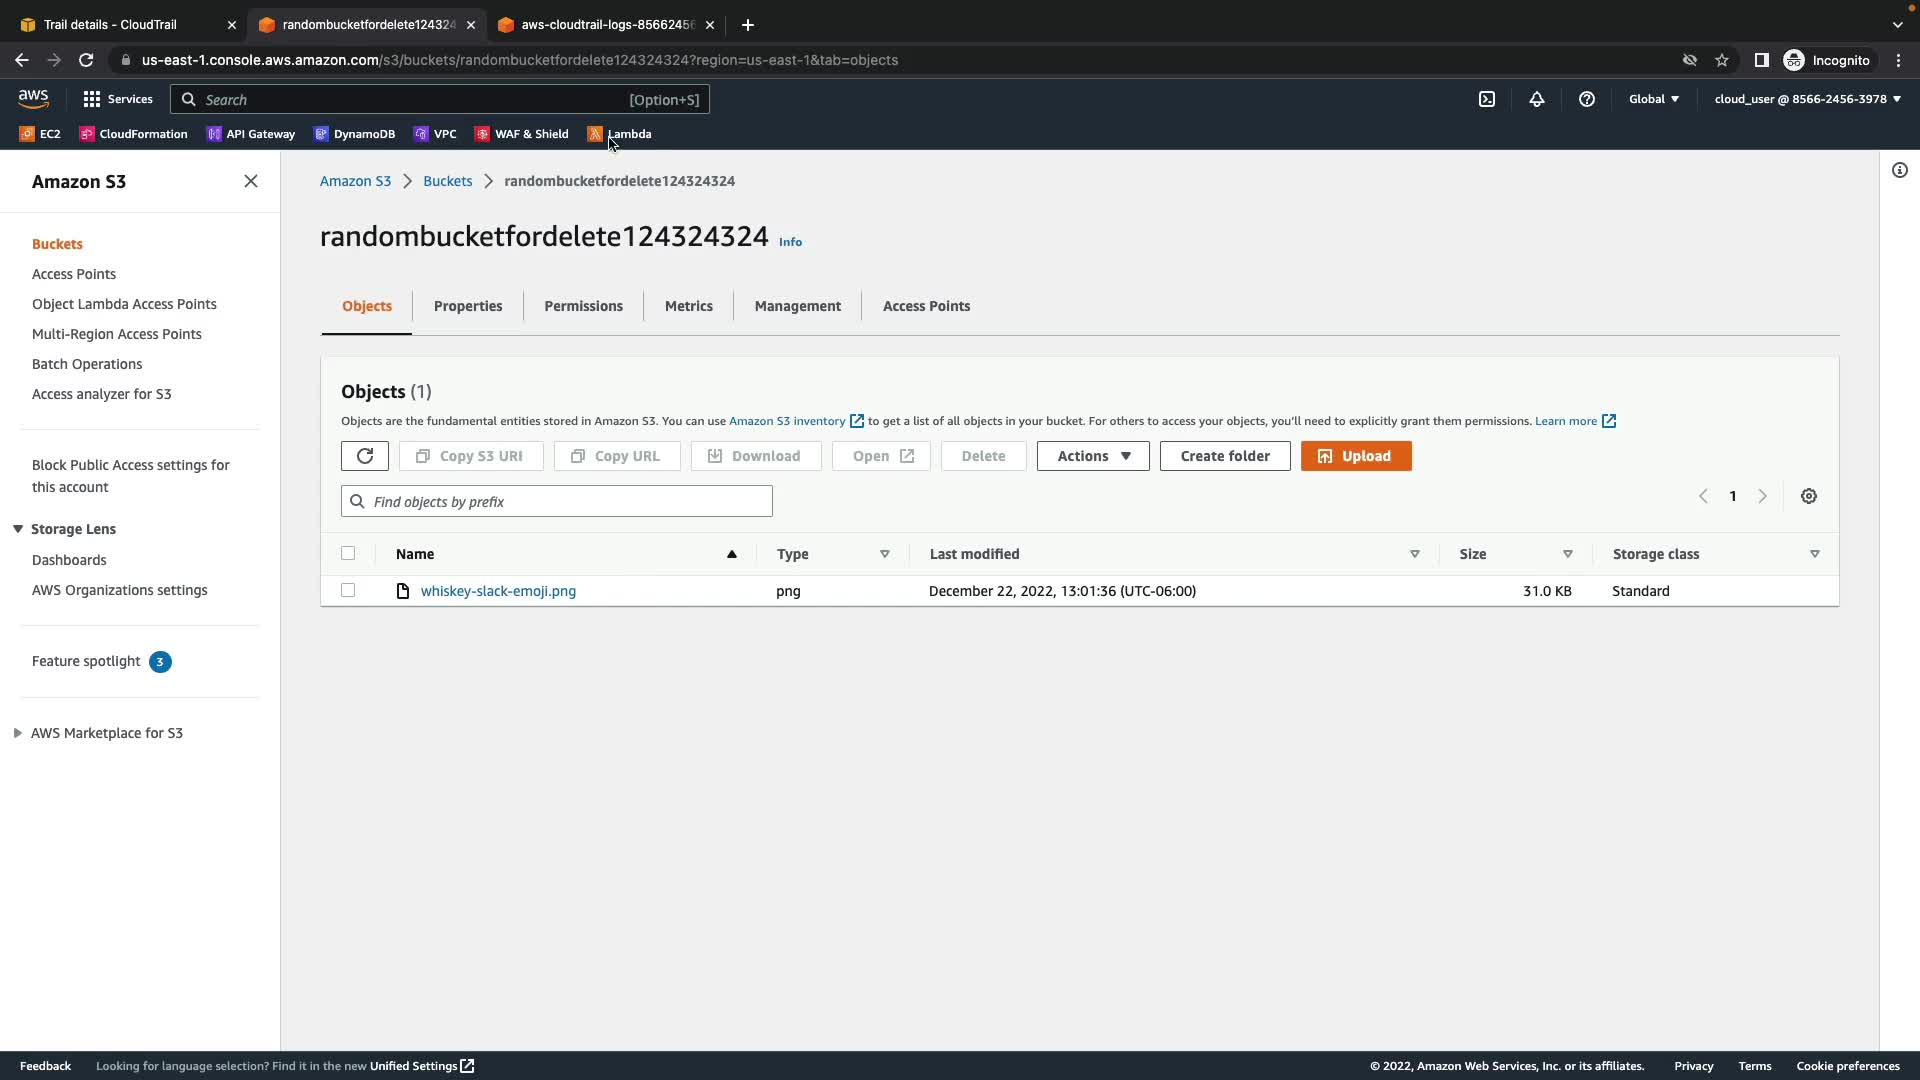 Trail details - CloudTrail
randombucketfordelete124324
aws-cloudtrail-logs-85662456
us-east-1.console.aws.amazon.com/s3/buckets/randombucketfordelete124324324?region=us-east-1&tab=objects
Incognito
aws
Services
Search
[Option+S]
Global
cloud_user @ 8566-2456-3978
EC2
CloudFormation
API Gateway
DynamoDB
VPC
WAF & Shield
Lambda
Amazon S3
Buckets
Access Points
Object Lambda Access Points
Multi-Region Access Points
Batch Operations
Access analyzer for S3
Block Public Access settings for
this account
Storage Lens
Dashboards
AWS Organizations settings
Feature spotlight 3
AWS Marketplace for S3
Amazon S3 > Buckets > randombucketfordelete124324324
randombucketfordelete124324324 Info
Objects
Properties
Permissions
Metrics
Management
Access Points
Objects (1)
Objects are the fundamental entities stored in Amazon S3. You can use Amazon S3 inventory to get a list of all objects in your bucket. For others to access your objects, you'll need to explicitly grant them permissions. Learn more
Copy S3 URI
Copy URL
Download
Open
Delete
Actions
Create folder
Upload
Find objects by prefix
1
Name
Type
Last modified
Size
Storage class
whiskey-slack-emoji.png
png
December 22, 2022, 13:01:36 (UTC-06:00)
31.0 KB
Standard
Feedback
Looking for language selection? Find it in the new Unified Settings
© 2022, Amazon Web Services, Inc. or its affiliates.
Privacy
Terms
Cookie preferences